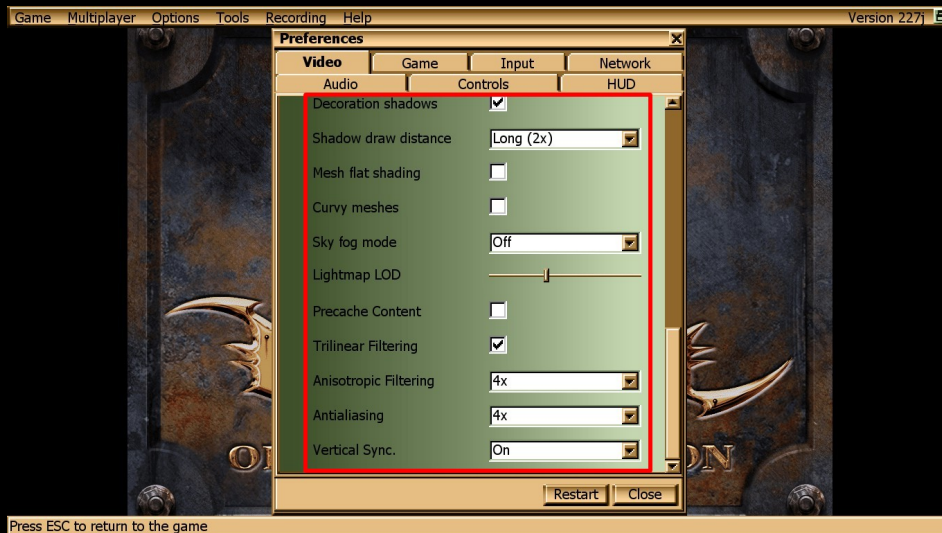 Game Multiplayer Options Tools Recording Help Version 227j
Preferences
Video Game Input Network
Audio Controls HUD
Decoration shadows
Shadow draw distance Long (2x)
Mesh flat shading
Curvy meshes
Sky fog mode Off
Lightmap LOD
Precache Content
Trilinear Filtering
Anisotropic Filtering 4x
Antialiasing 4x
Vertical Sync. On
Restart Close
Press ESC to return to the game